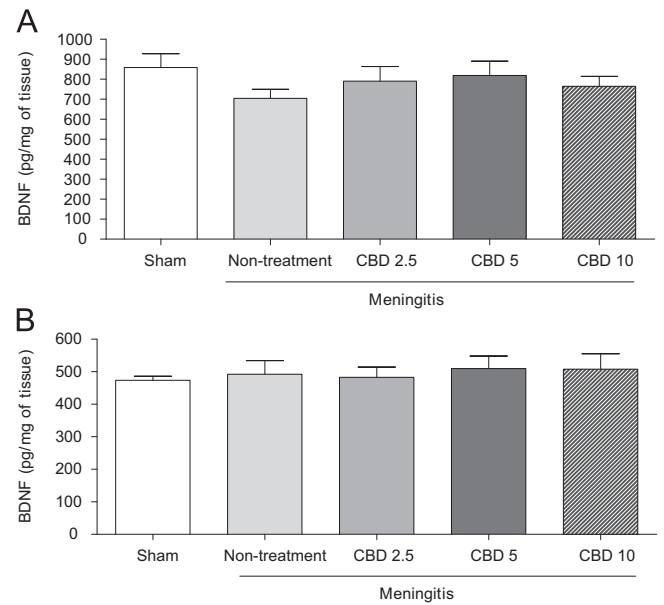 A
BDNF (pg/mg of tissue)
1000
900
800
700
600
500
400
300
200
100
0
Sham Non-treatment CBD 2.5 CBD 5 CBD 10
Meningitis
B
BDNF (pg/mg of tissue)
600
500
400
300
200
100
0
Sham Non-treatment CBD 2.5 CBD 5 CBD 10
Meningitis